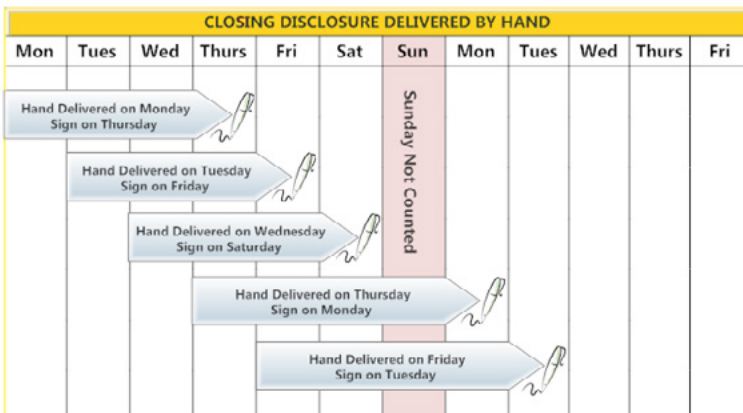 CLOSING DISCLOSURE DELIVERED BY HAND
Mon Tues Wed Thurs Fri Sat Sun Mon Tues Wed Thurs Fri
Hand Delivered on Monday
Sign on Thursday
Sunday Not Counted
Hand Delivered on Tuesday
Sign on Friday
Hand Delivered on Wednesday
Sign on Saturday
Hand Delivered on Thursday
Sign on Monday
Hand Delivered on Friday
Sign on Tuesday